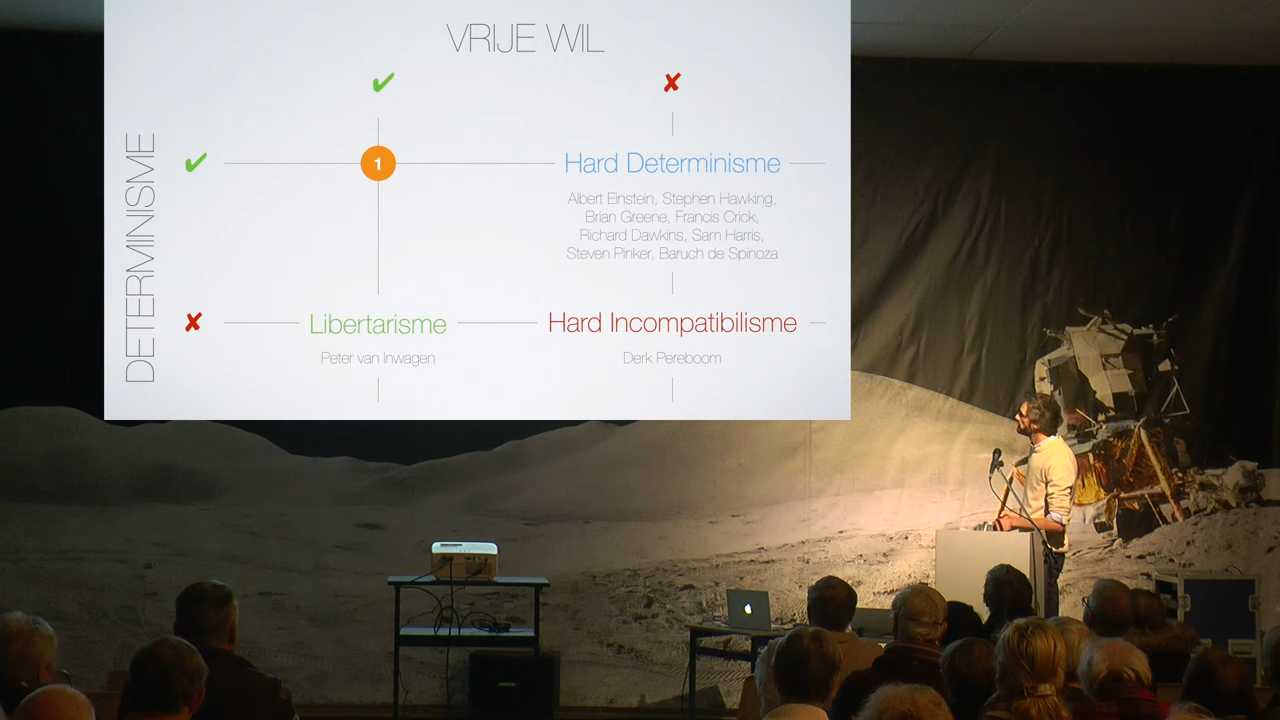 VRIJE WIL
✔ ✘
DETERMINISME
✔ 1 Hard Determinisme
Albert Einstein, Stephen Hawking,
Brian Greene, Francis Crick,
Richard Dawkins, Sam Harris,
Steven Pinker, Baruch de Spinoza
✘ Libertarisme Hard Incompatibilisme
Peter van Inwagen Derk Pereboom